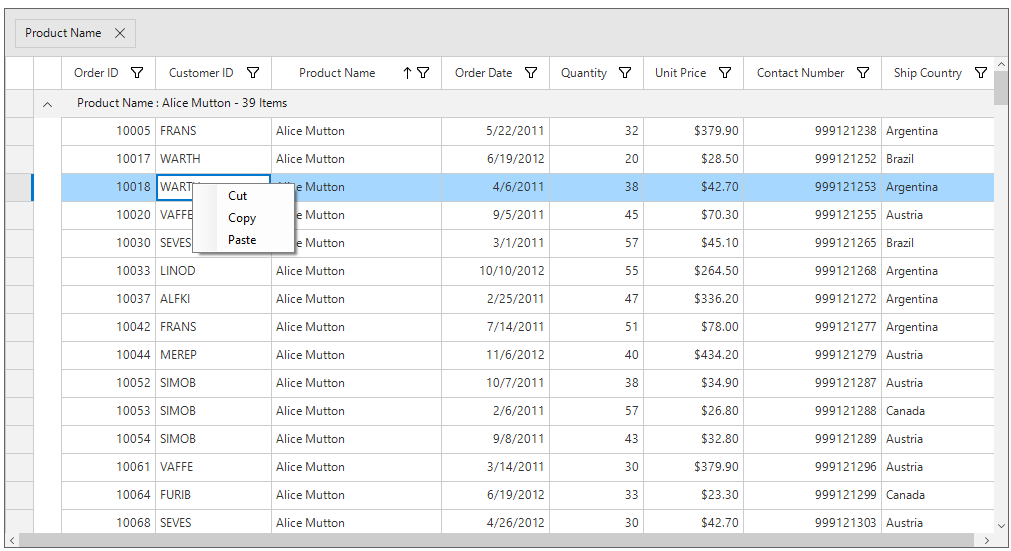 Product Name
Order ID Customer ID Product Name Order Date Quantity Unit Price Contact Number Ship Country
Product Name : Alice Mutton - 39 Items
10005 FRANS Alice Mutton 5/22/2011 32 $379.90 999121238 Argentina
10017 WARTH Alice Mutton 6/19/2012 20 $28.50 999121252 Brazil
10018 WARTH Alice Mutton 4/6/2011 38 $42.70 999121253 Argentina
Cut
10020 VAFFE Alice Mutton 9/5/2011 45 $70.30 999121255 Austria
Copy
10030 SEVES Alice Mutton 3/1/2011 57 $45.10 999121265 Brazil
Paste
10033 LINOD Alice Mutton 10/10/2012 55 $264.50 999121268 Argentina
10037 ALFKI Alice Mutton 2/25/2011 47 $336.20 999121272 Argentina
10042 FRANS Alice Mutton 7/14/2011 51 $78.00 999121277 Argentina
10044 MEREP Alice Mutton 11/6/2012 40 $434.20 999121279 Austria
10052 SIMOB Alice Mutton 10/7/2011 38 $34.90 999121287 Austria
10053 SIMOB Alice Mutton 2/6/2011 57 $26.80 999121288 Canada
10054 SIMOB Alice Mutton 9/8/2011 43 $32.80 999121289 Austria
10061 VAFFE Alice Mutton 3/14/2011 30 $379.90 999121296 Austria
10064 FURIB Alice Mutton 6/19/2012 33 $23.30 999121299 Canada
10068 SEVES Alice Mutton 4/26/2012 30 $42.70 999121303 Austria